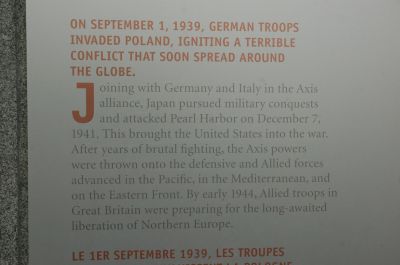 ON SEPTEMBER 1, 1939, GERMAN TROOPS
INVADED POLAND, IGNITING A TERRIBLE
CONFLICT THAT SOON SPREAD AROUND
THE GLOBE.
Joining with Germany and Italy in the Axis
alliance, Japan pursued military conquests
and attacked Pearl Harbor on December 7,
1941. This brought the United States into the war.
After years of brutal fighting, the Axis powers
were thrown onto the defensive and Allied forces
advanced in the Pacific, in the Mediterranean, and
on the Eastern Front. By early 1944, Allied troops in
Great Britain were preparing for the long-awaited
liberation of Northern Europe.
LE 1ER SEPTEMBRE 1939, LES TROUPES